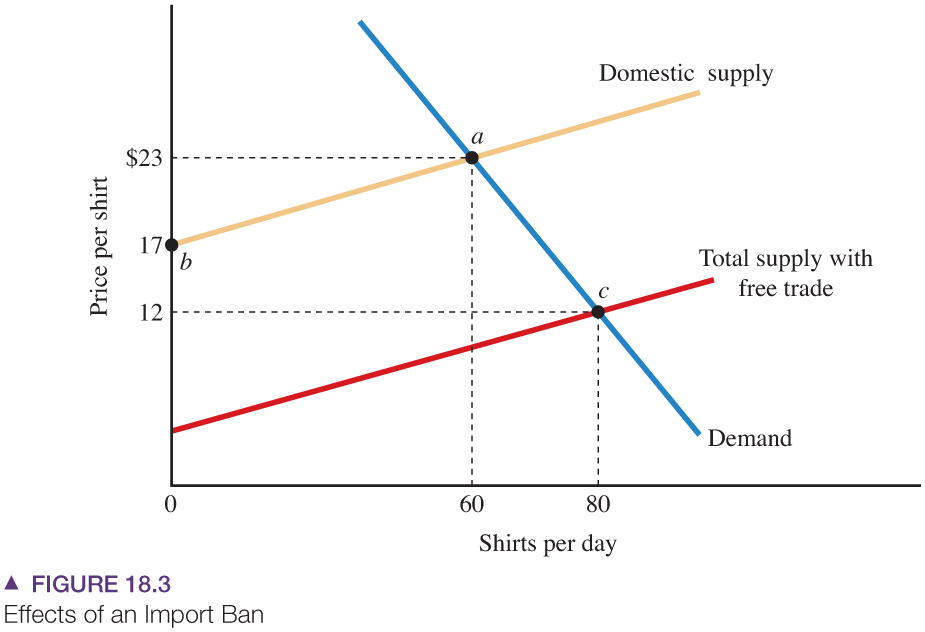 Domestic supply
a
$23
17
b
Price per shirt
Total supply with
free trade
c
12
Demand
0
60
80
Shirts per day
▲ FIGURE 18.3
Effects of an Import Ban